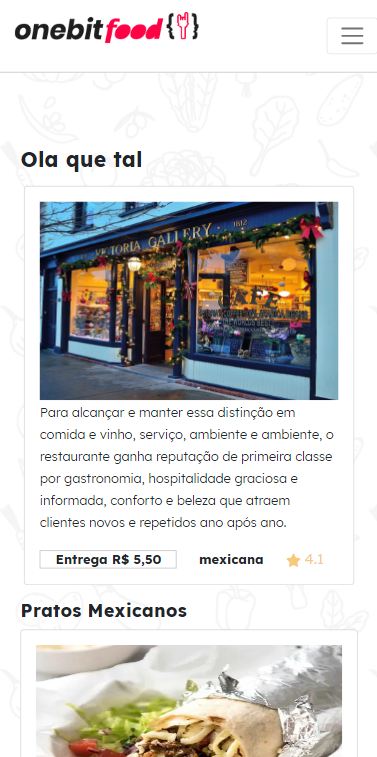 onebitfood
Ola que tal
VICTORIA GALLERY 1812
CAFE
Para alcançar e manter essa distinção em
comida e vinho, serviço, ambiente e ambiente, o
restaurante ganha reputação de primeira classe
por gastronomia, hospitalidade graciosa e
informada, conforto e beleza que atraem
clientes novos e repetidos ano após ano.
Entrega R$ 5,50 mexicana 4.1
Pratos Mexicanos